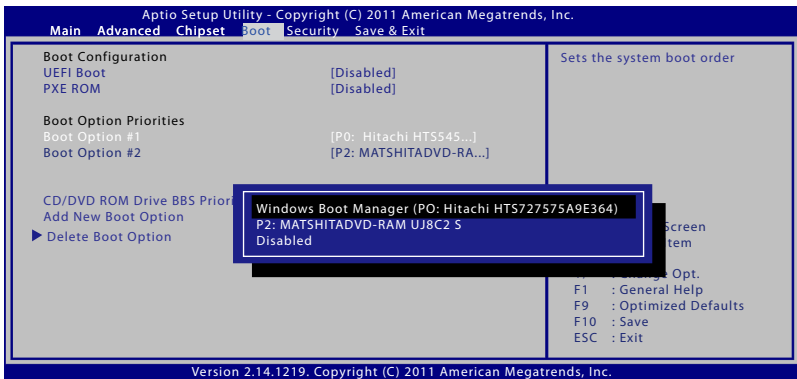 Aptio Setup Utility - Copyright (C) 2011 American Megatrends, Inc.
Main Advanced Chipset Boot Security Save & Exit
Boot Configuration
UEFI Boot [Disabled]
PXE ROM [Disabled]
Boot Option Priorities
Boot Option #1 [P0: Hitachi HTS545...]
Boot Option #2 [P2: MATSHITADVD-RA...]
CD/DVD ROM Drive BBS Priori
Add New Boot Option
Delete Boot Option
Windows Boot Manager (PO: Hitachi HTS727575A9E364)
P2: MATSHITADVD-RAM UJ8C2 S
Disabled
Sets the system boot order
Screen
tem
Change Opt.
F1 : General Help
F9 : Optimized Defaults
F10 : Save
ESC : Exit
Version 2.14.1219. Copyright (C) 2011 American Megatrends, Inc.